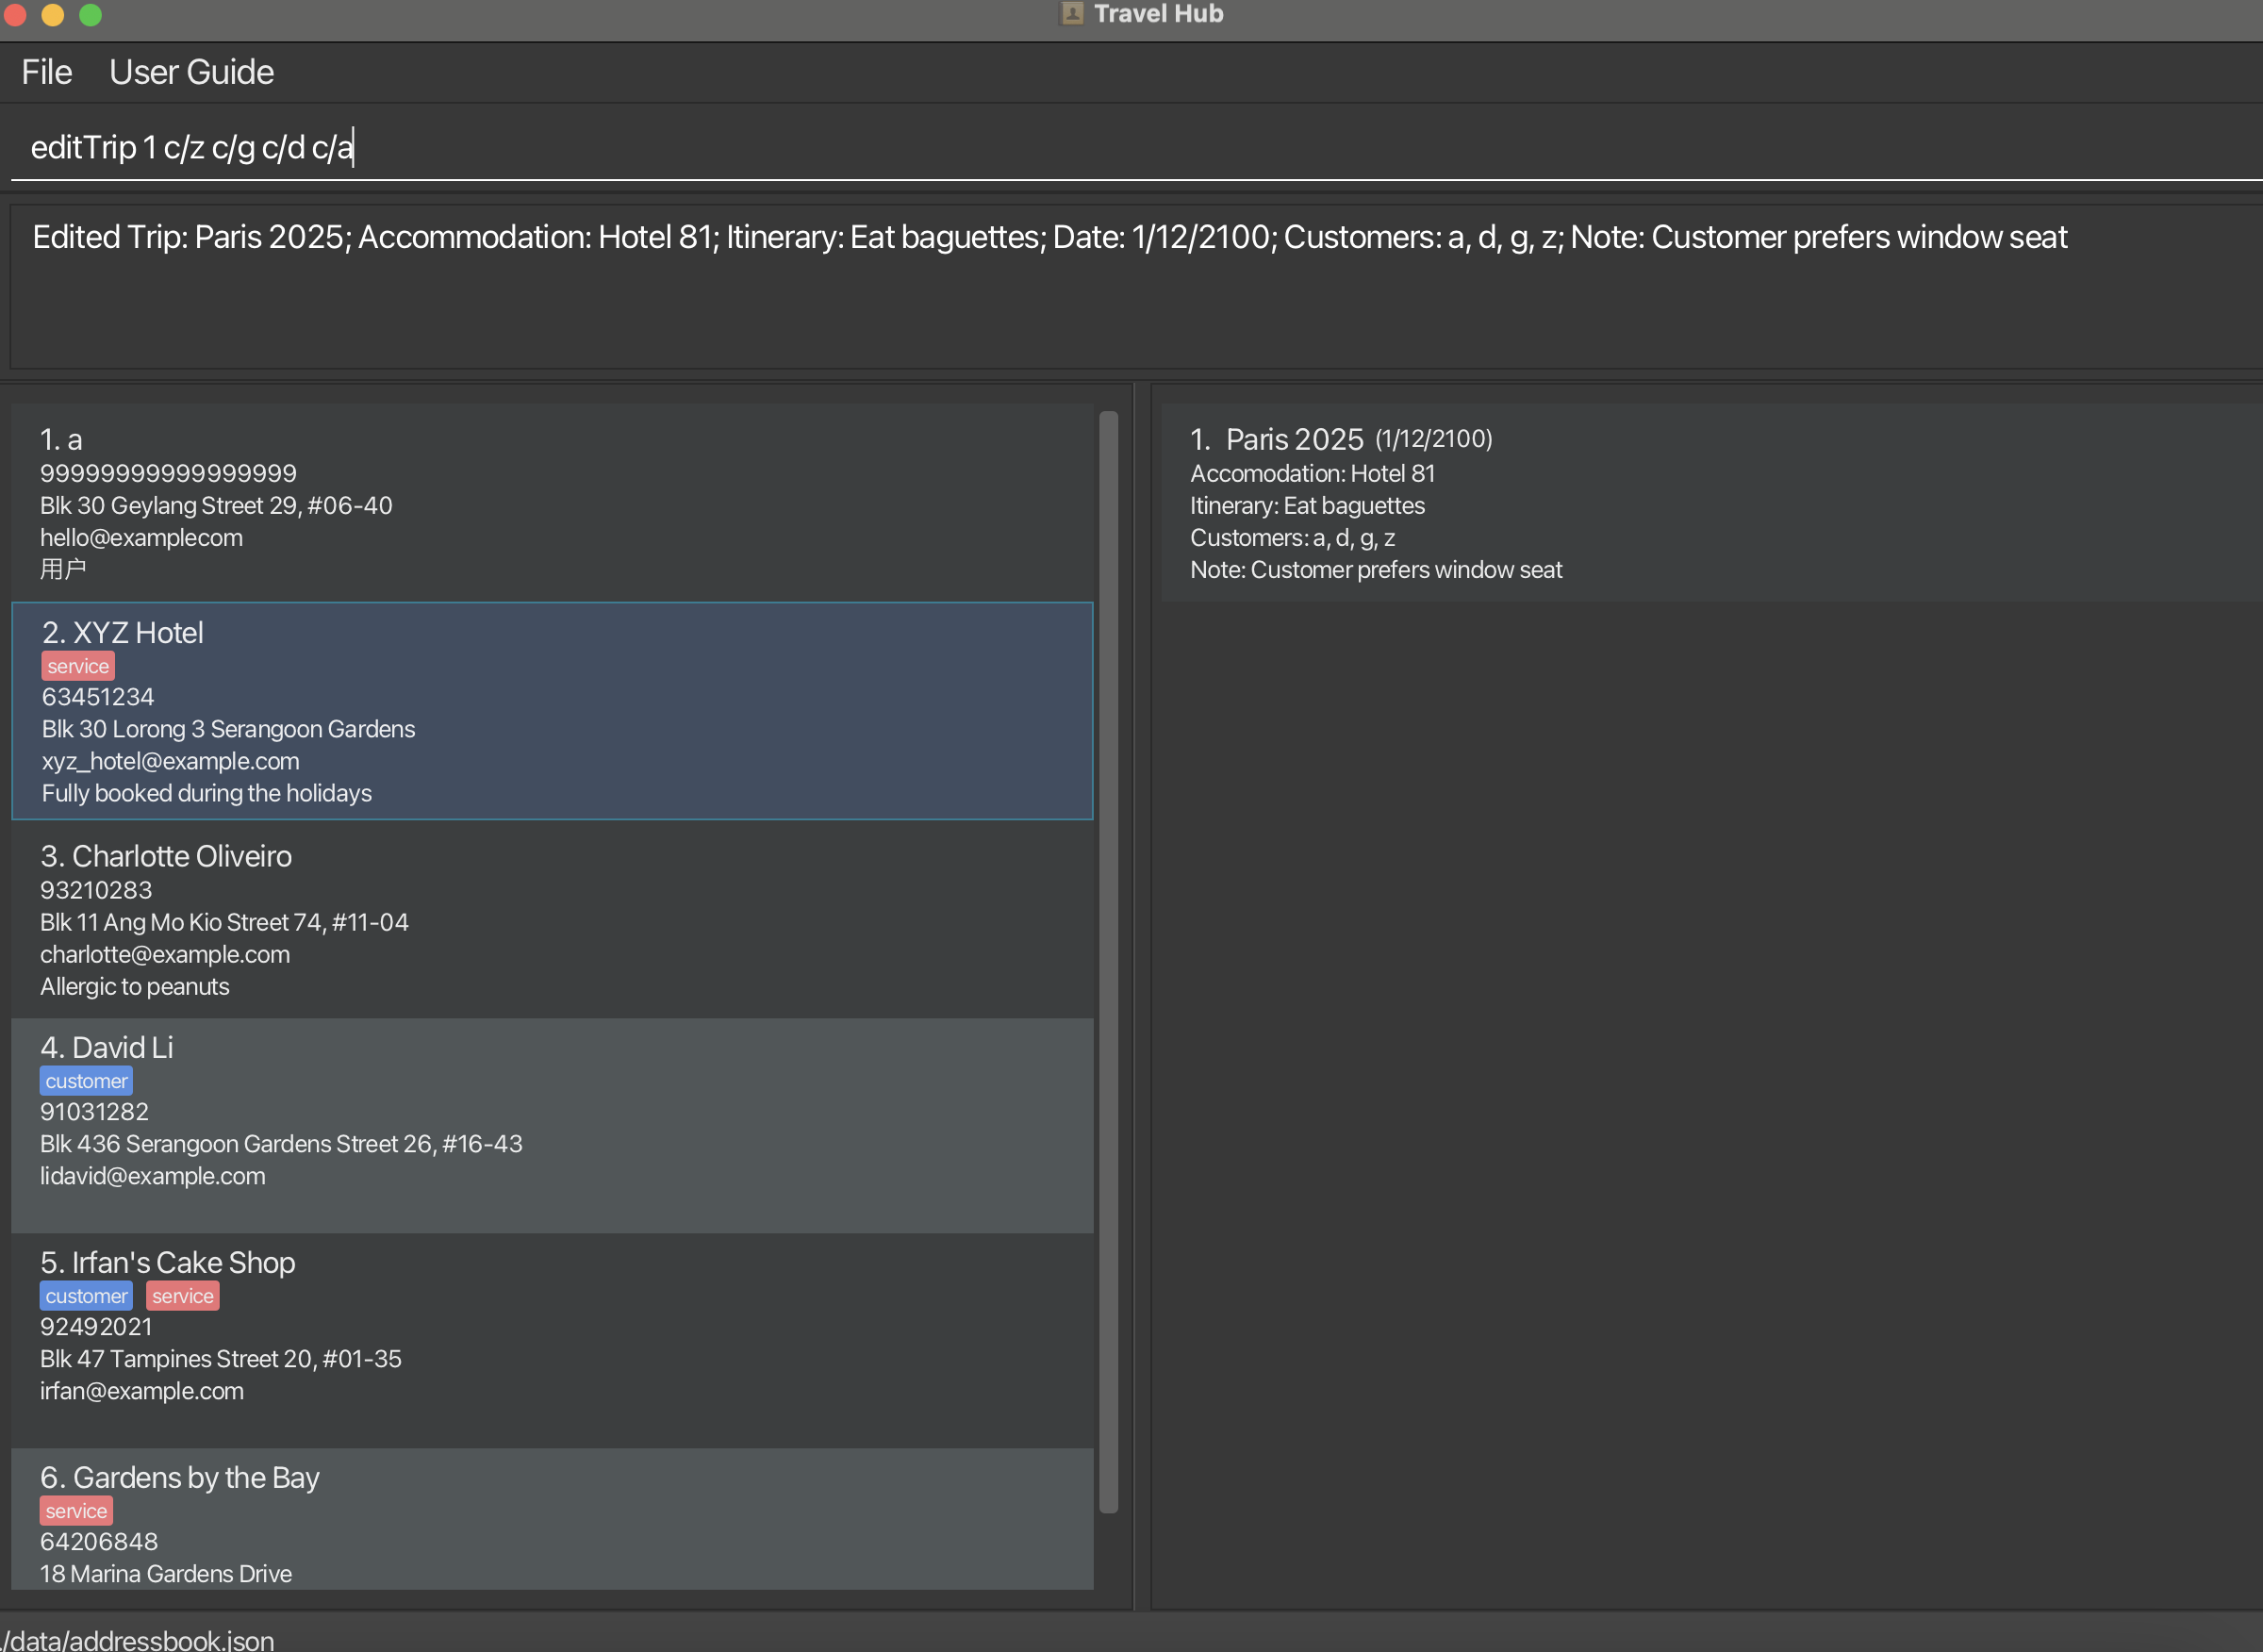 Travel Hub
File User Guide
editTrip 1 c/z c/g c/d c/a
Edited Trip: Paris 2025; Accommodation: Hotel 81; Itinerary: Eat baguettes; Date: 1/12/2100; Customers: a, d, g, z; Note: Customer prefers window seat
1. a
99999999999999999
Blk 30 Geylang Street 29, #06-40
hello@examplecom
用户
2. XYZ Hotel
service
63451234
Blk 30 Lorong 3 Serangoon Gardens
xyz_hotel@example.com
Fully booked during the holidays
3. Charlotte Oliveiro
93210283
Blk 11 Ang Mo Kio Street 74, #11-04
charlotte@example.com
Allergic to peanuts
4. David Li
customer
91031282
Blk 436 Serangoon Gardens Street 26, #16-43
lidavid@example.com
5. Irfan's Cake Shop
customer service
92492021
Blk 47 Tampines Street 20, #01-35
irfan@example.com
6. Gardens by the Bay
service
64206848
18 Marina Gardens Drive
1. Paris 2025 (1/12/2100)
Accomodation: Hotel 81
Itinerary: Eat baguettes
Customers: a, d, g, z
Note: Customer prefers window seat
./data/addressbook.json